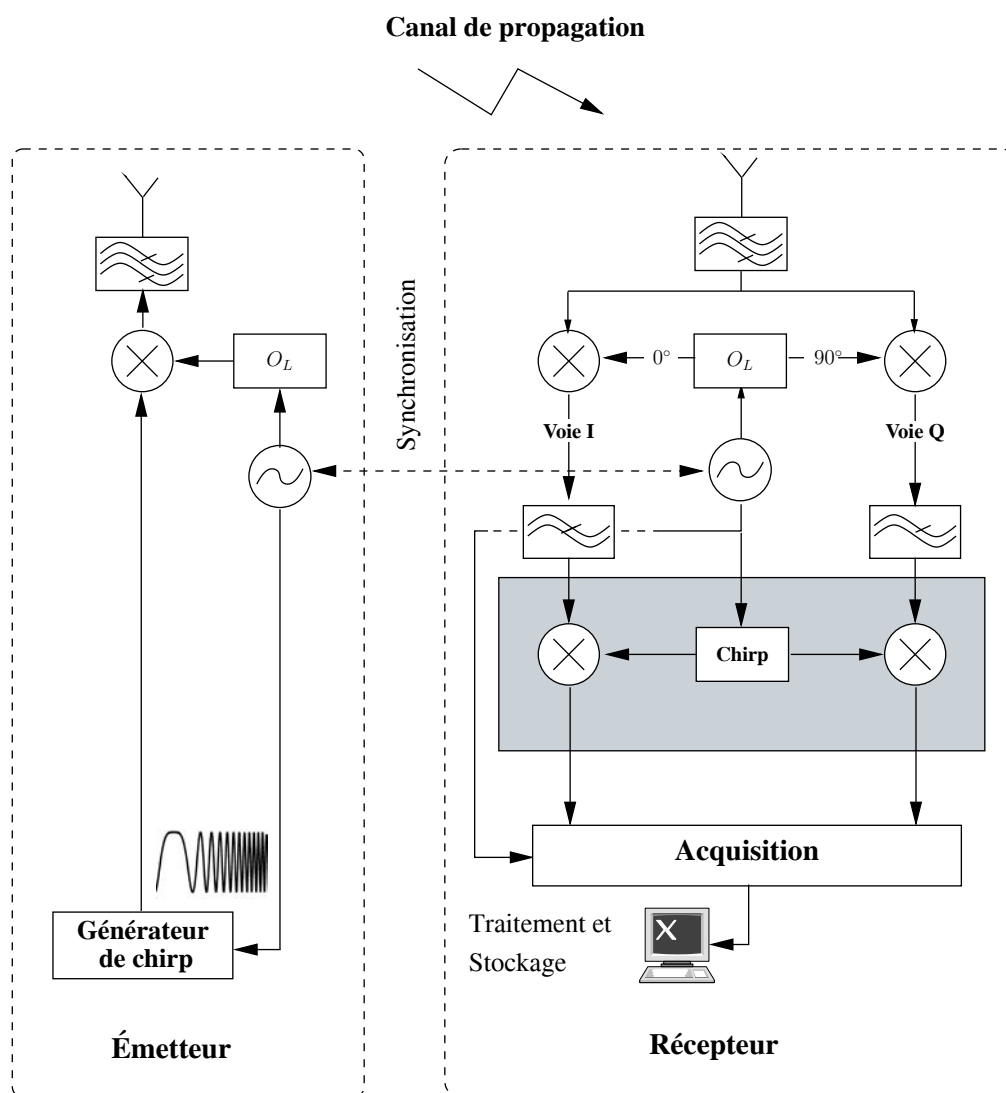 Canal de propagation
Synchronisation
O_L
0°
O_L
90°
Voie I
Voie Q
Chirp
Acquisition
Générateur
de chirp
Traitement et
Stockage
X
Émetteur
Récepteur